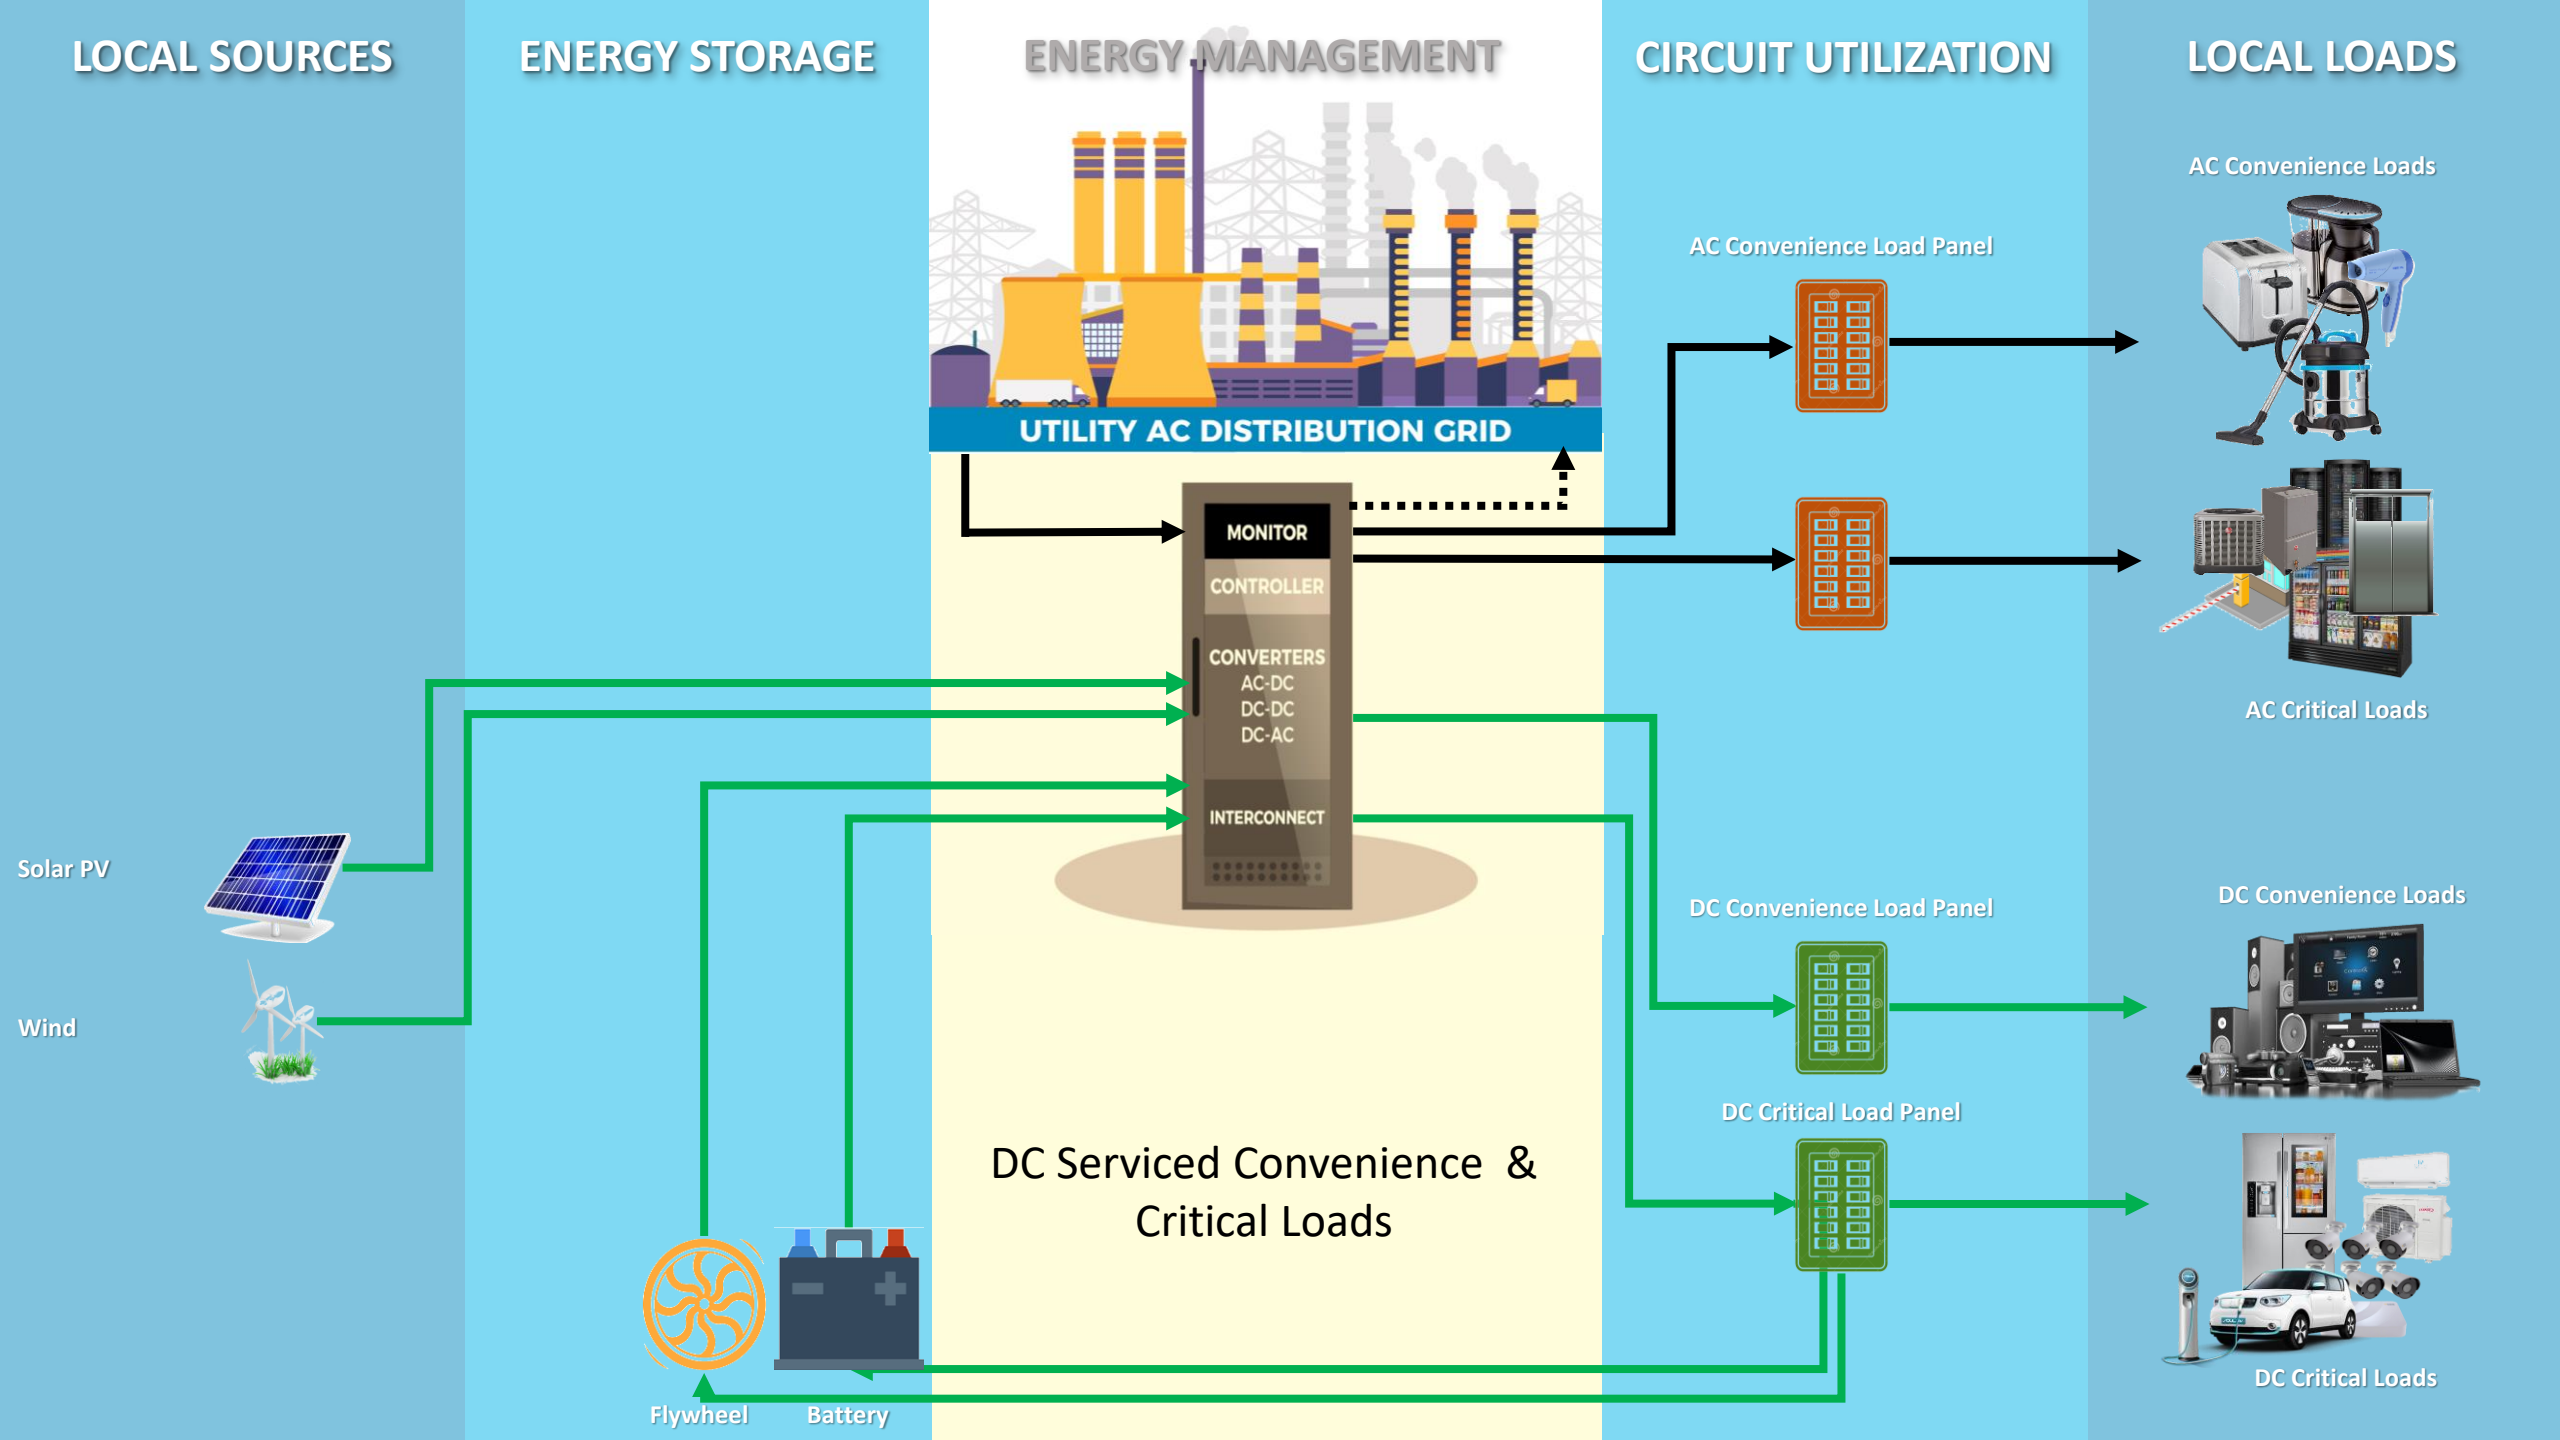 LOCAL SOURCES
ENERGY STORAGE
ENERGY MANAGEMENT
CIRCUIT UTILIZATION
LOCAL LOADS
AC Convenience Loads
AC Convenience Load Panel
UTILITY AC DISTRIBUTION GRID
MONITOR
CONTROLLER
CONVERTERS
AC-DC
DC-DC
DC-AC
INTERCONNECT
AC Critical Loads
Solar PV
Wind
DC Convenience Load Panel
DC Convenience Loads
DC Critical Load Panel
DC Serviced Convenience &
Critical Loads
DC Critical Loads
Flywheel
Battery